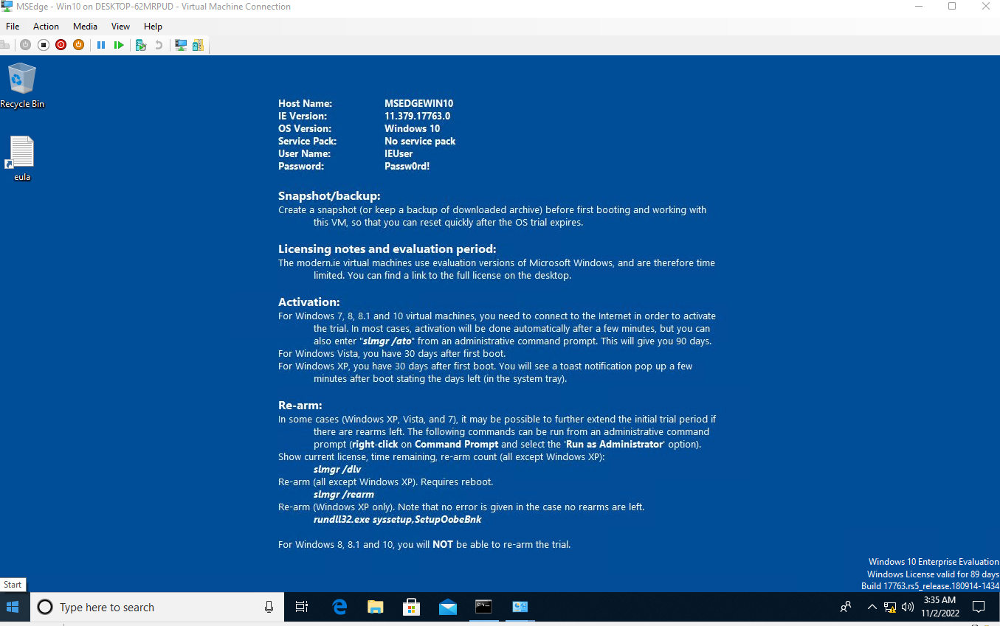 MSEdge - Win10 on DESKTOP-62MRPUD - Virtual Machine Connection
File Action Media View Help
Recycle Bin
eula
Host Name: MSEDGEWIN10
IE Version: 11.379.17763.0
OS Version: Windows 10
Service Pack: No service pack
User Name: IEUser
Password: Passw0rd!
Snapshot/backup:
Create a snapshot (or keep a backup of downloaded archive) before first booting and working with
this VM, so that you can reset quickly after the OS trial expires.
Licensing notes and evaluation period:
The modern.ie virtual machines use evaluation versions of Microsoft Windows, and are therefore time
limited. You can find a link to the full license on the desktop.
Activation:
For Windows 7, 8, 8.1 and 10 virtual machines, you need to connect to the Internet in order to activate
the trial. In most cases, activation will be done automatically after a few minutes, but you can
also enter "slmgr /ato" from an administrative command prompt. This will give you 90 days.
For Windows Vista, you have 30 days after first boot.
For Windows XP, you have 30 days after first boot. You will see a toast notification pop up a few
minutes after boot stating the days left (in the system tray).
Re-arm:
In some cases (Windows XP, Vista, and 7), it may be possible to further extend the initial trial period if
there are rearms left. The following commands can be run from an administrative command
prompt (right-click on Command Prompt and select the 'Run as Administrator' option).
Show current license, time remaining, re-arm count (all except Windows XP):
slmgr /dlv
Re-arm (all except Windows XP). Requires reboot.
slmgr /rearm
Re-arm (Windows XP only). Note that no error is given in the case no rearms are left.
rundll32.exe syssetup,SetupOobeBnk
For Windows 8, 8.1 and 10, you will NOT be able to re-arm the trial.
Windows 10 Enterprise Evaluation
Windows License valid for 89 days
Build 17763.rs5_release.180914-1434
Start
Type here to search
3:35 AM
11/2/2022